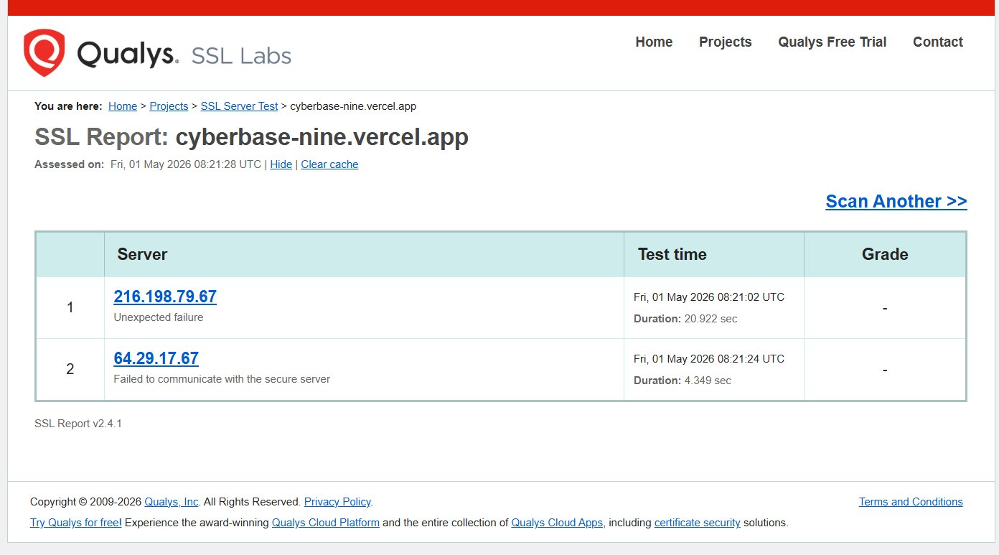 Qualys. SSL Labs
Home Projects Qualys Free Trial Contact
You are here: Home > Projects > SSL Server Test > cyberbase-nine.vercel.app
SSL Report: cyberbase-nine.vercel.app
Assessed on: Fri, 01 May 2026 08:21:28 UTC | Hide | Clear cache
Scan Another >>
Server Test time Grade
1 216.198.79.67 Fri, 01 May 2026 08:21:02 UTC -
Unexpected failure Duration: 20.922 sec
2 64.29.17.67 Fri, 01 May 2026 08:21:24 UTC -
Failed to communicate with the secure server Duration: 4.349 sec
SSL Report v2.4.1
Copyright © 2009-2026 Qualys, Inc. All Rights Reserved. Privacy Policy. Terms and Conditions
Try Qualys for free! Experience the award-winning Qualys Cloud Platform and the entire collection of Qualys Cloud Apps, including certificate security solutions.